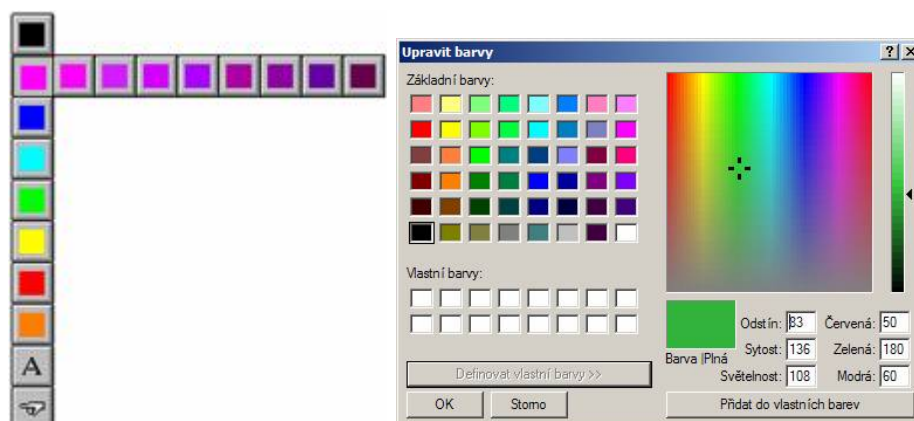 A
Upravit barvy
Základní barvy:
Vlastní barvy:
Definovat vlastní barvy >>
OK Storno
Barva |Plná
Odstín: 83 Červená: 50
Sytost: 136 Zelená: 180
Světelnost: 108 Modrá: 60
Přidat do vlastních barev